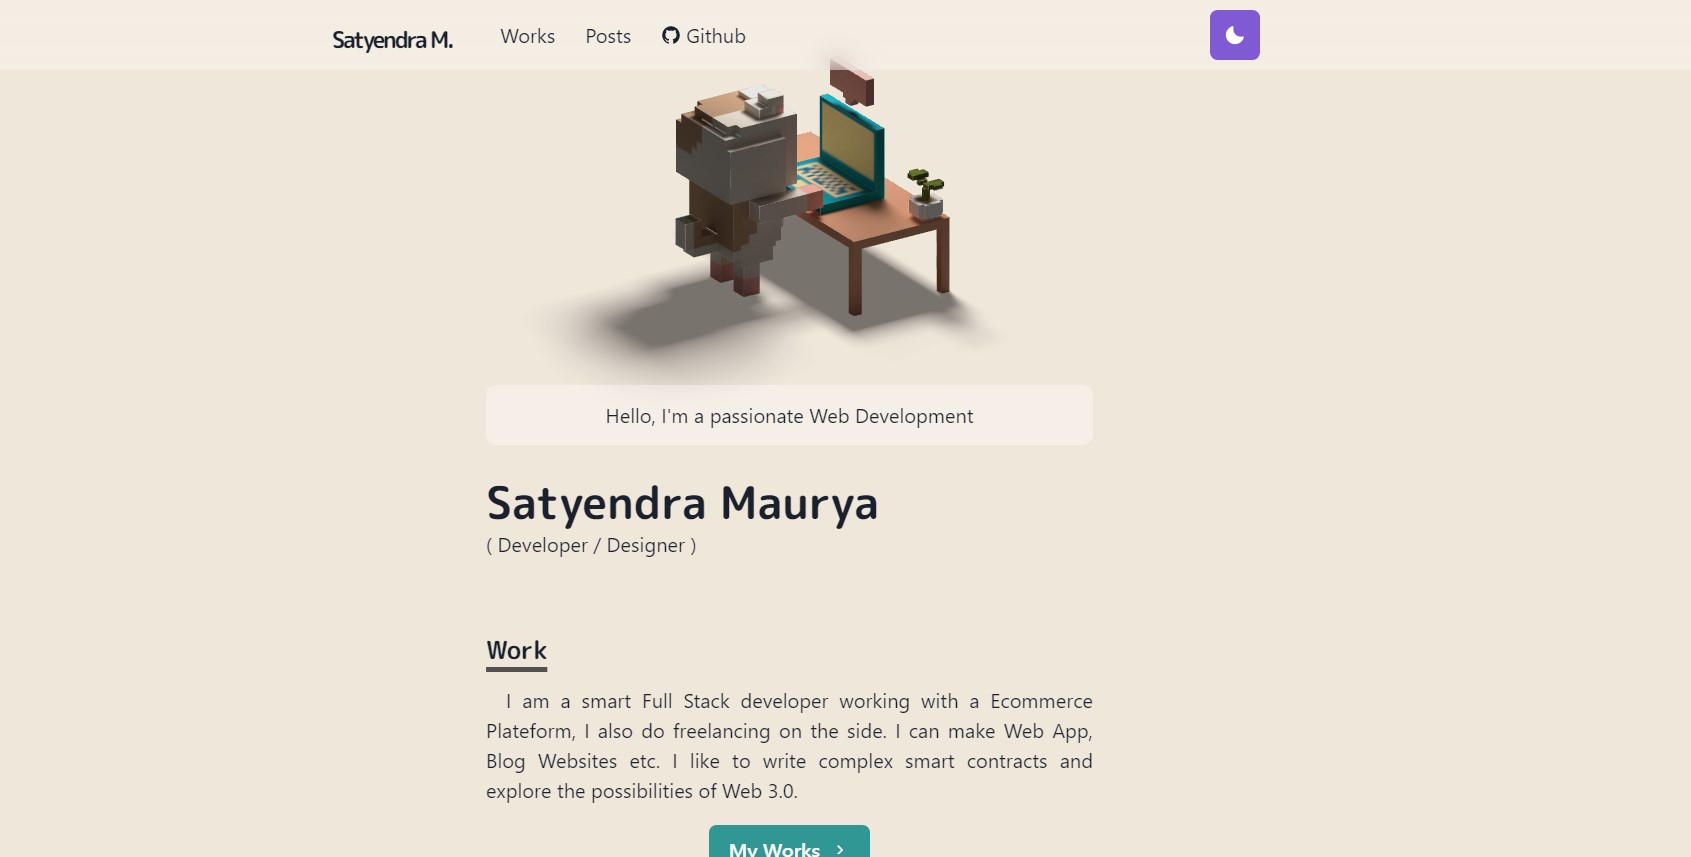 Satyendra M.
Works
Posts
Github
Hello, I'm a passionate Web Development
Satyendra Maurya
( Developer / Designer )
Work
I am a smart Full Stack developer working with a Ecommerce
Plateform, I also do freelancing on the side. I can make Web App,
Blog Websites etc. I like to write complex smart contracts and
explore the possibilities of Web 3.0.
My Works